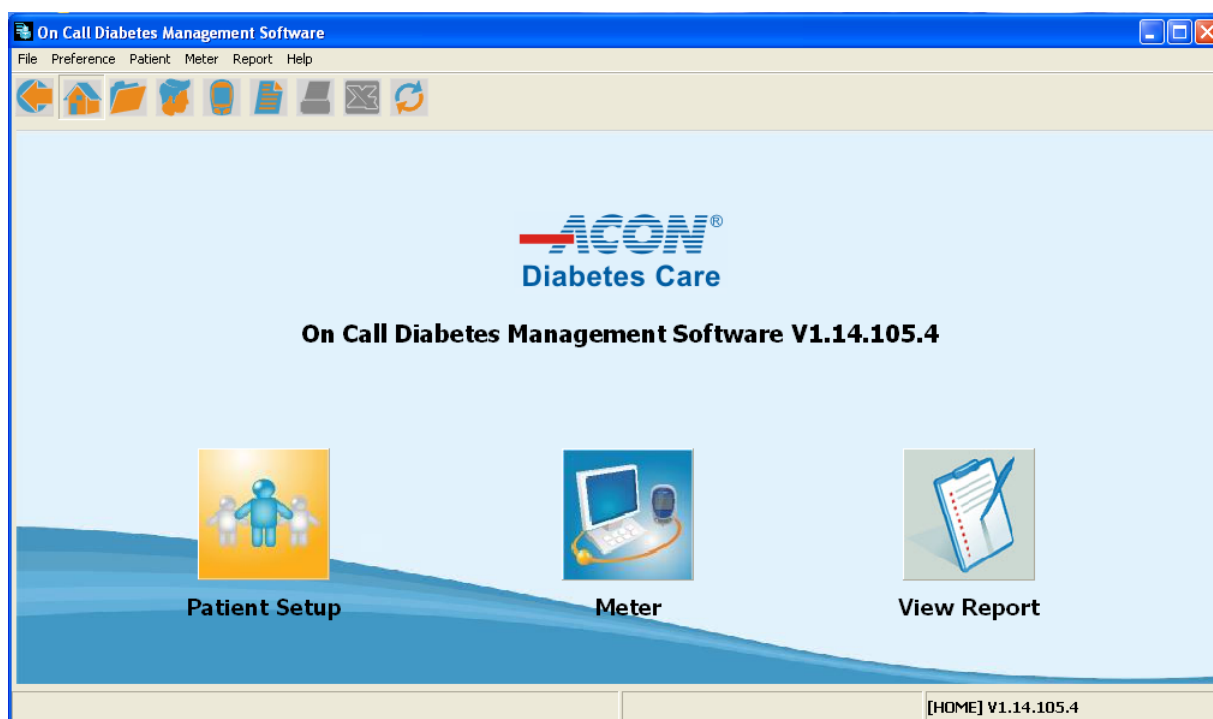 On Call Diabetes Management Software
File Preference Patient Meter Report Help
ACON®
Diabetes Care
On Call Diabetes Management Software V1.14.105.4
Patient Setup Meter View Report
[HOME] V1.14.105.4